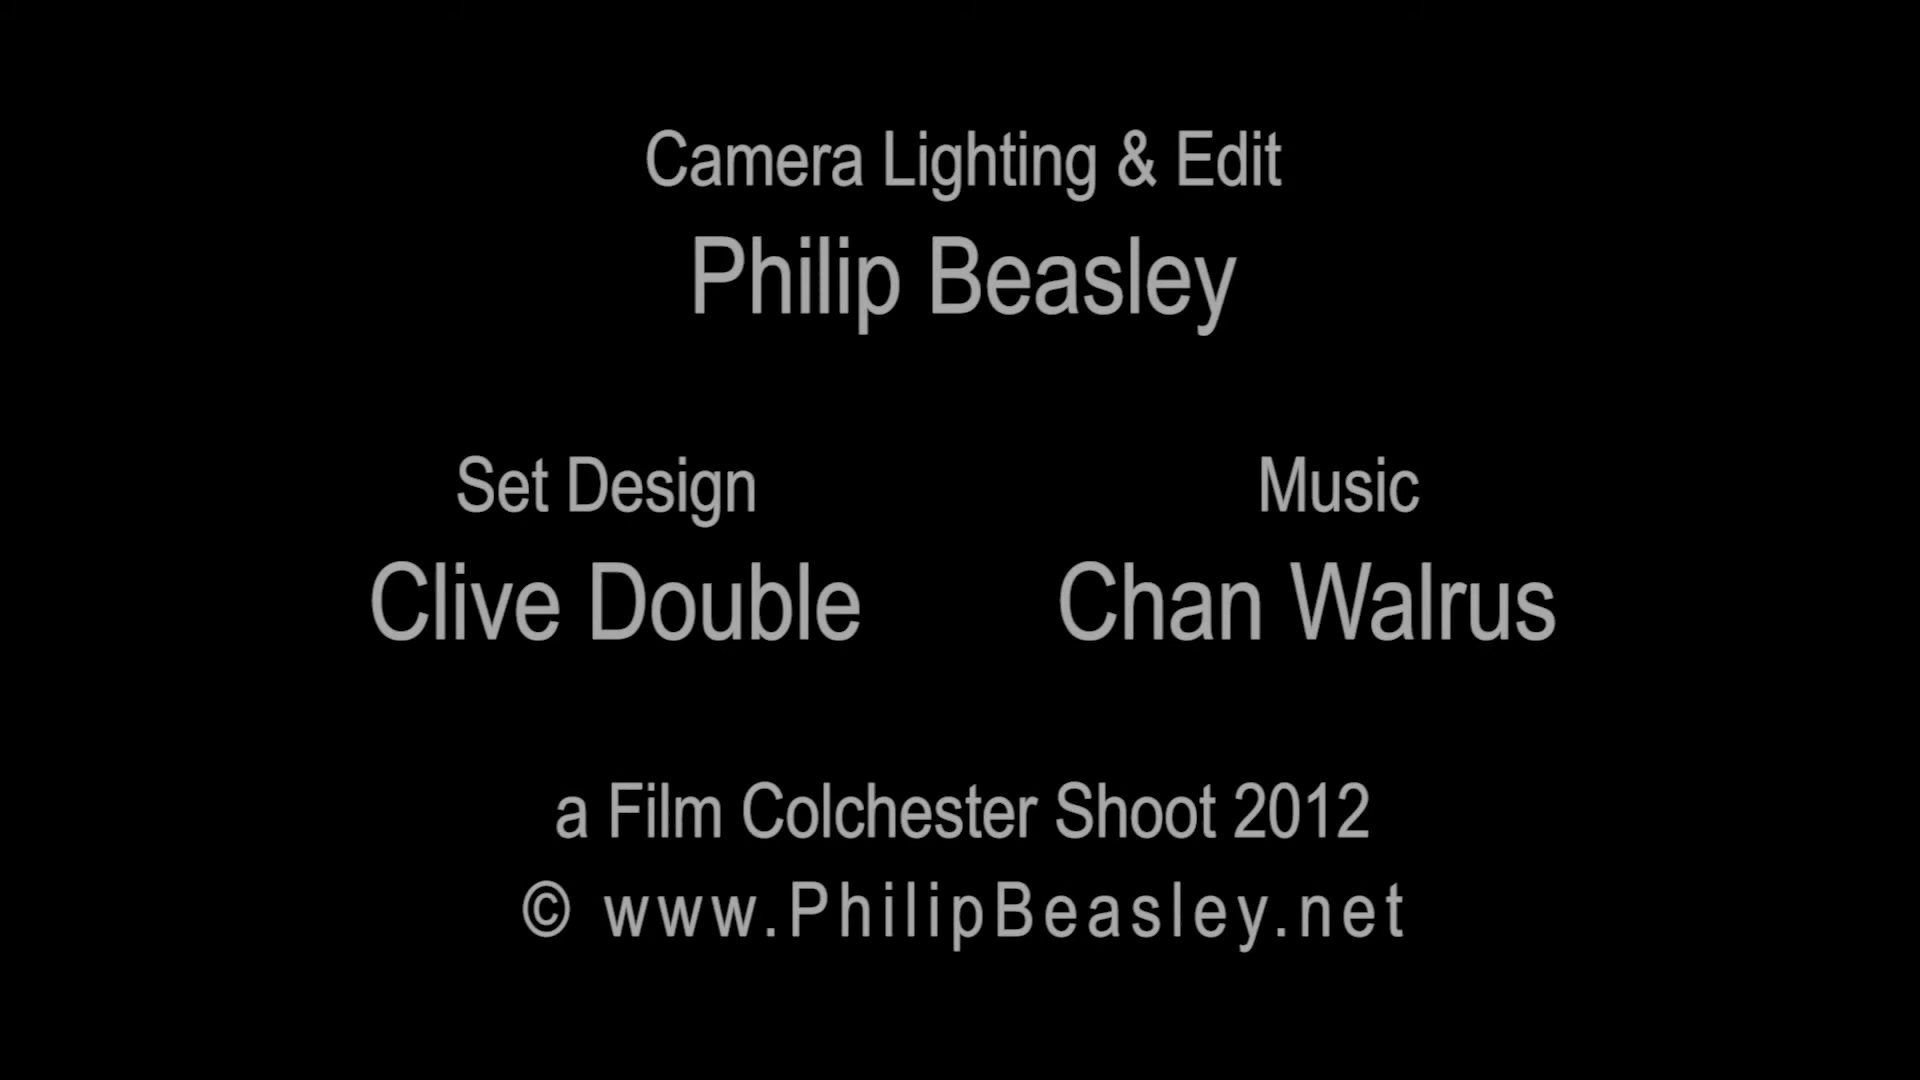 Camera Lighting & Edit
Philip Beasley
Set Design
Clive Double
Music
Chan Walrus
a Film Colchester Shoot 2012
© www.PhilipBeasley.net